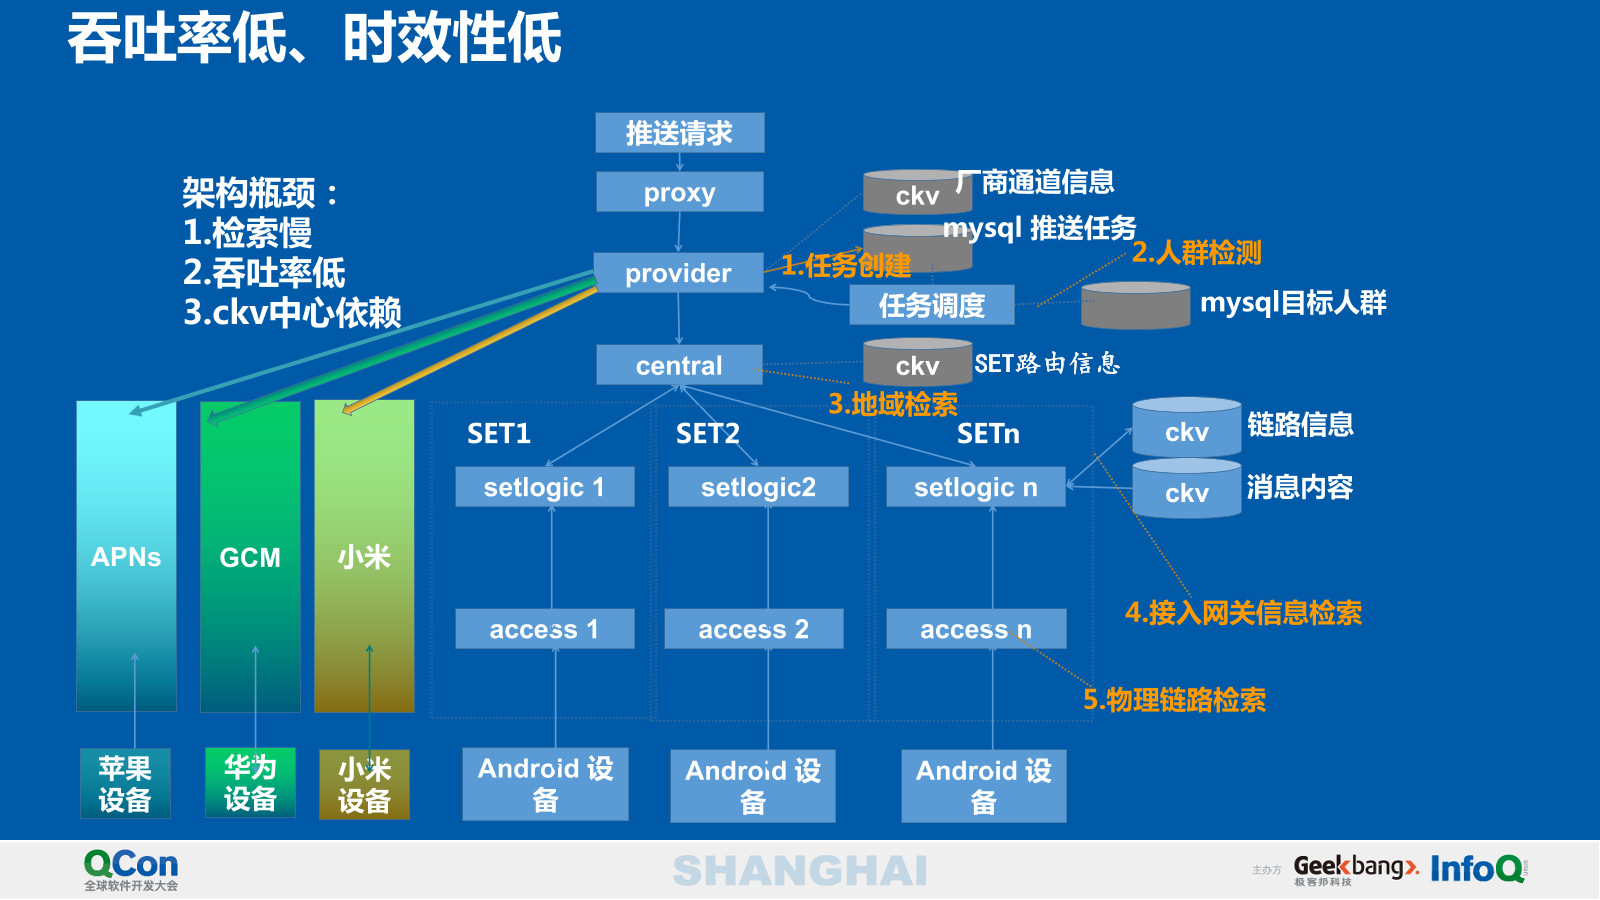 吞吐率低、时效性低
推送请求
架构瓶颈：
1.检索慢
2.吞吐率低
3.ckv中心依赖
proxy
ckv
厂商通道信息
mysql 推送任务
provider
1.任务创建
2.人群检测
任务调度
mysql目标人群
central
ckv
SET路由信息
3.地域检索
SET1
SET2
SETn
ckv
链路信息
setlogic 1
setlogic2
setlogic n
ckv
消息内容
APNs
GCM
小米
access 1
access 2
access n
4.接入网关信息检索
5.物理链路检索
苹果
设备
华为
设备
小米
设备
Android 设
备
Android 设
备
Android 设
备
QCon
全球软件开发大会
SHANGHAI
主办方
Geekbang>.
极客邦科技
InfoQ